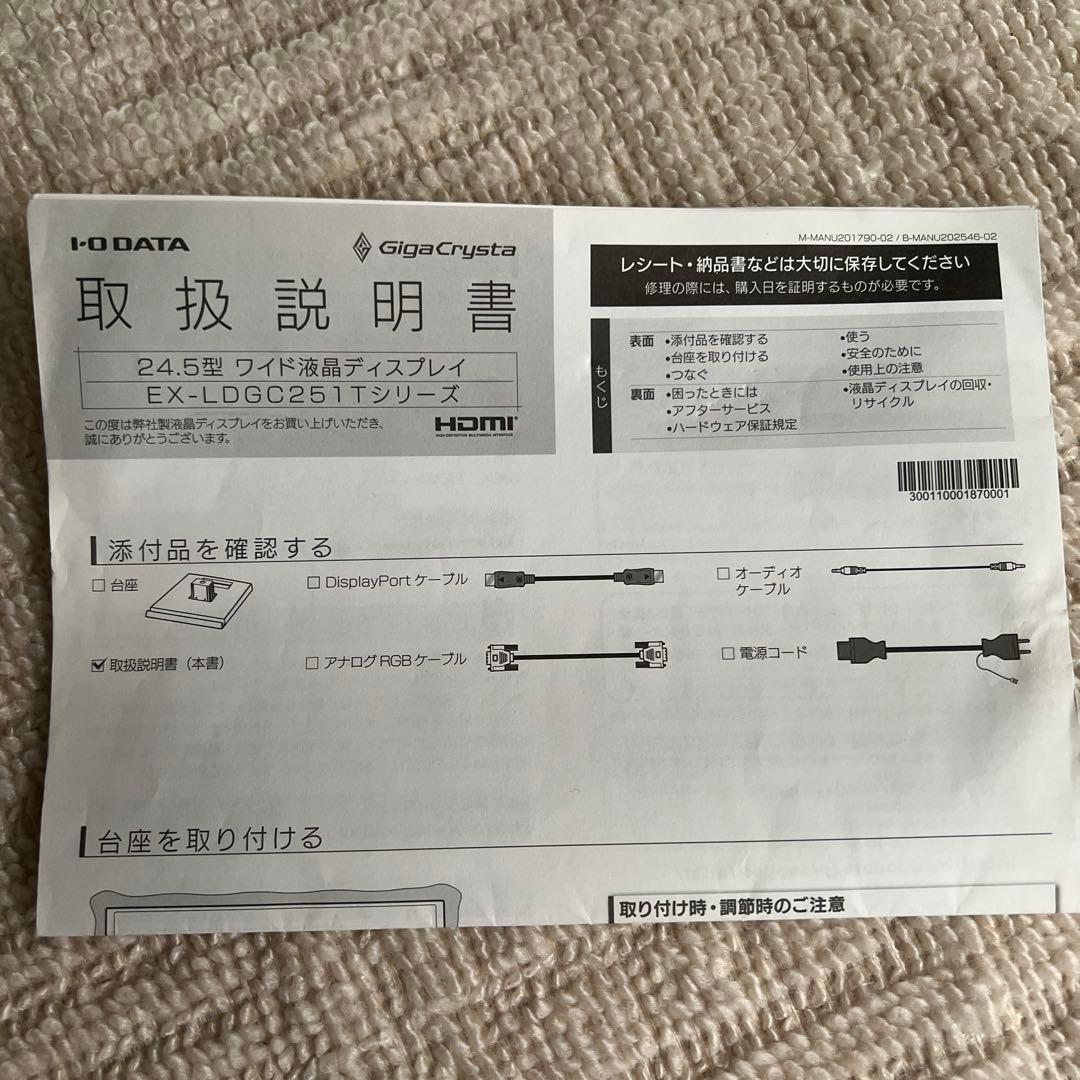 I-O DATA
GigaCrysta
取扱説明書
24.5型 ワイド液晶ディスプレイ
EX-LDGC251Tシリーズ
この度は弊社製液晶ディスプレイをお買い上げいただき、
誠にありがとうございます。
HDMI
HIGH-DEFINITION MULTIMEDIA INTERFACE
M-MANU201790-02 / B-MANU202546-02
レシート・納品書などは大切に保存してください
修理の際には、購入日を証明するものが必要です。
もくじ
表面
•添付品を確認する
•台座を取り付ける
•つなぐ
•使う
•安全のために
•使用上の注意
裏面
•困ったときには
•アフターサービス
•ハードウェア保証規定
•液晶ディスプレイの回収・
リサイクル
300110001870001
添付品を確認する
□ 台座
□ DisplayPort ケーブル
□ オーディオ
ケーブル
☑ 取扱説明書（本書）
□ アナログ RGB ケーブル
□ 電源コード
台座を取り付ける
取り付け時・調節時のご注意